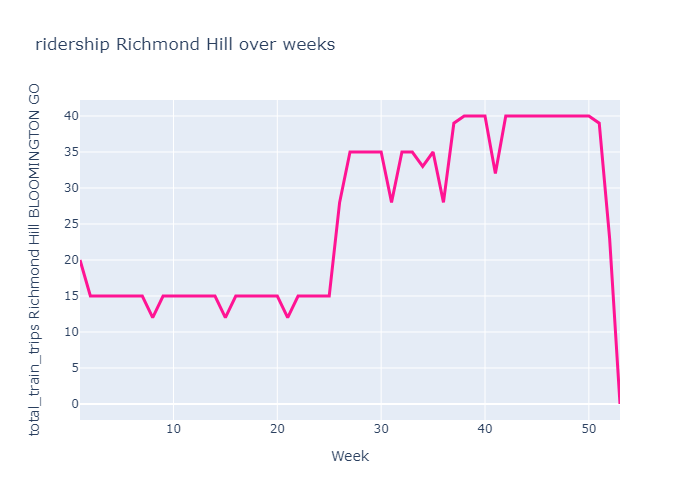 ridership Richmond Hill over weeks
total_train_trips Richmond Hill BLOOMINGTON GO
40
35
30
25
20
15
10
5
0
10 20 30 40 50
Week